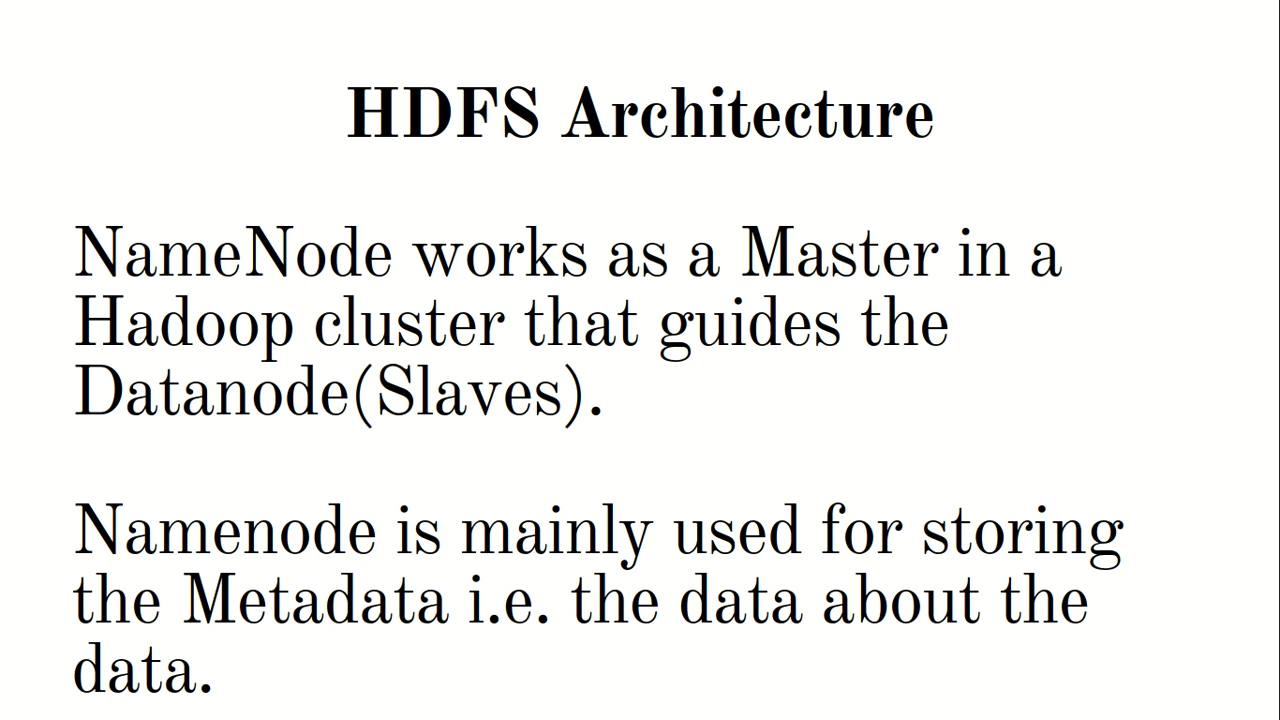 HDFS Architecture
NameNode works as a Master in a
Hadoop cluster that guides the
Datanode(Slaves).
Namenode is mainly used for storing
the Metadata i.e. the data about the
data.